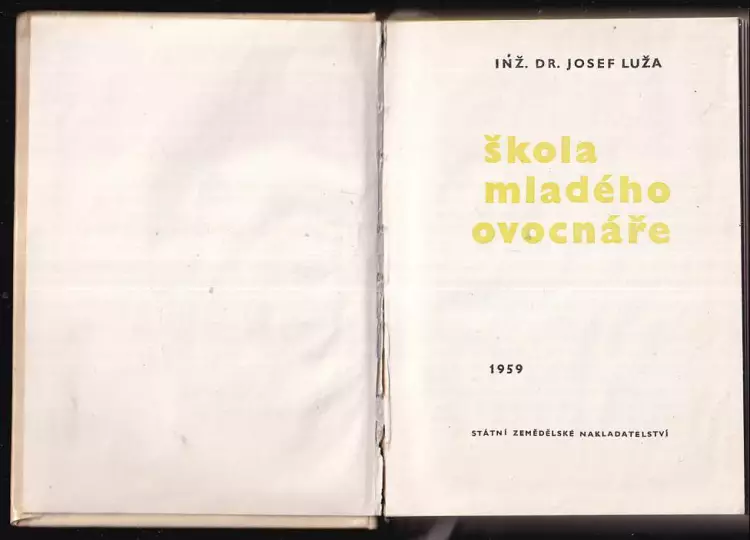 INŽ. DR. JOSEF LUŽA
škola
mladého
ovocnáře
1959
STÁTNÍ ZEMĚDĚLSKÉ NAKLADATELSTVÍ